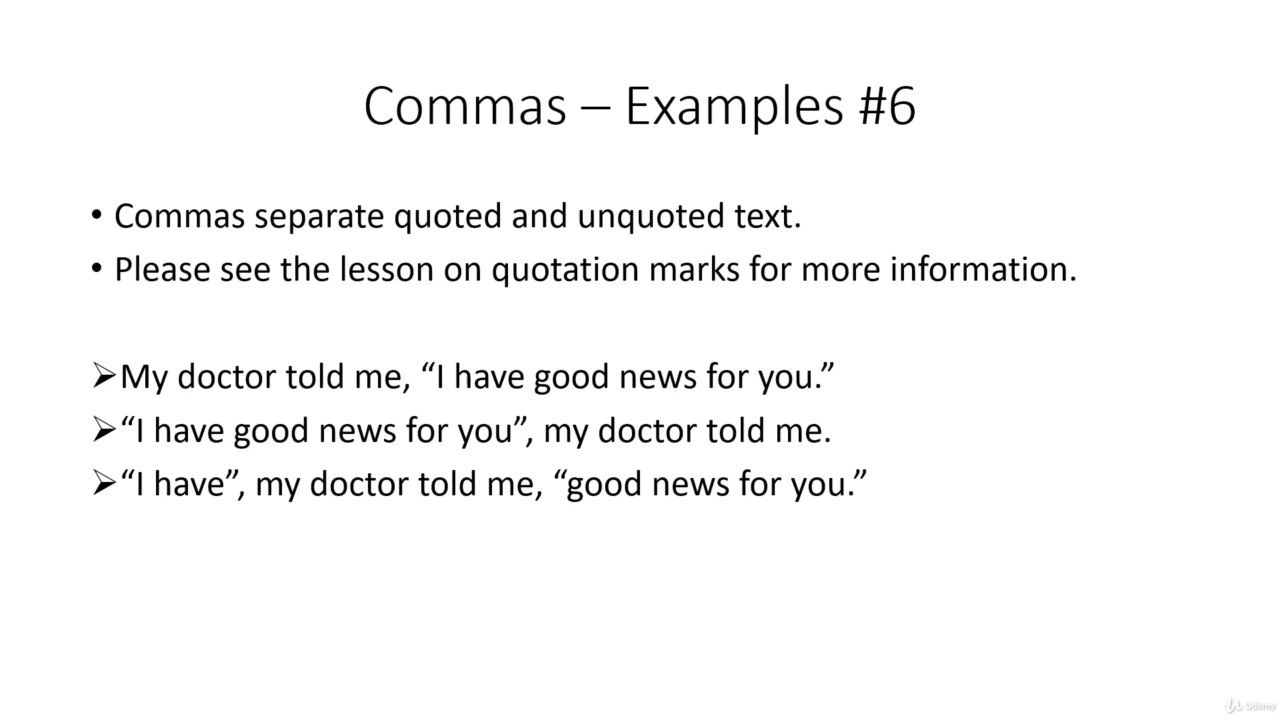 Commas – Examples #6
• Commas separate quoted and unquoted text.
• Please see the lesson on quotation marks for more information.
➢My doctor told me, “I have good news for you.”
➢“I have good news for you”, my doctor told me.
➢“I have”, my doctor told me, “good news for you.”
Udemy